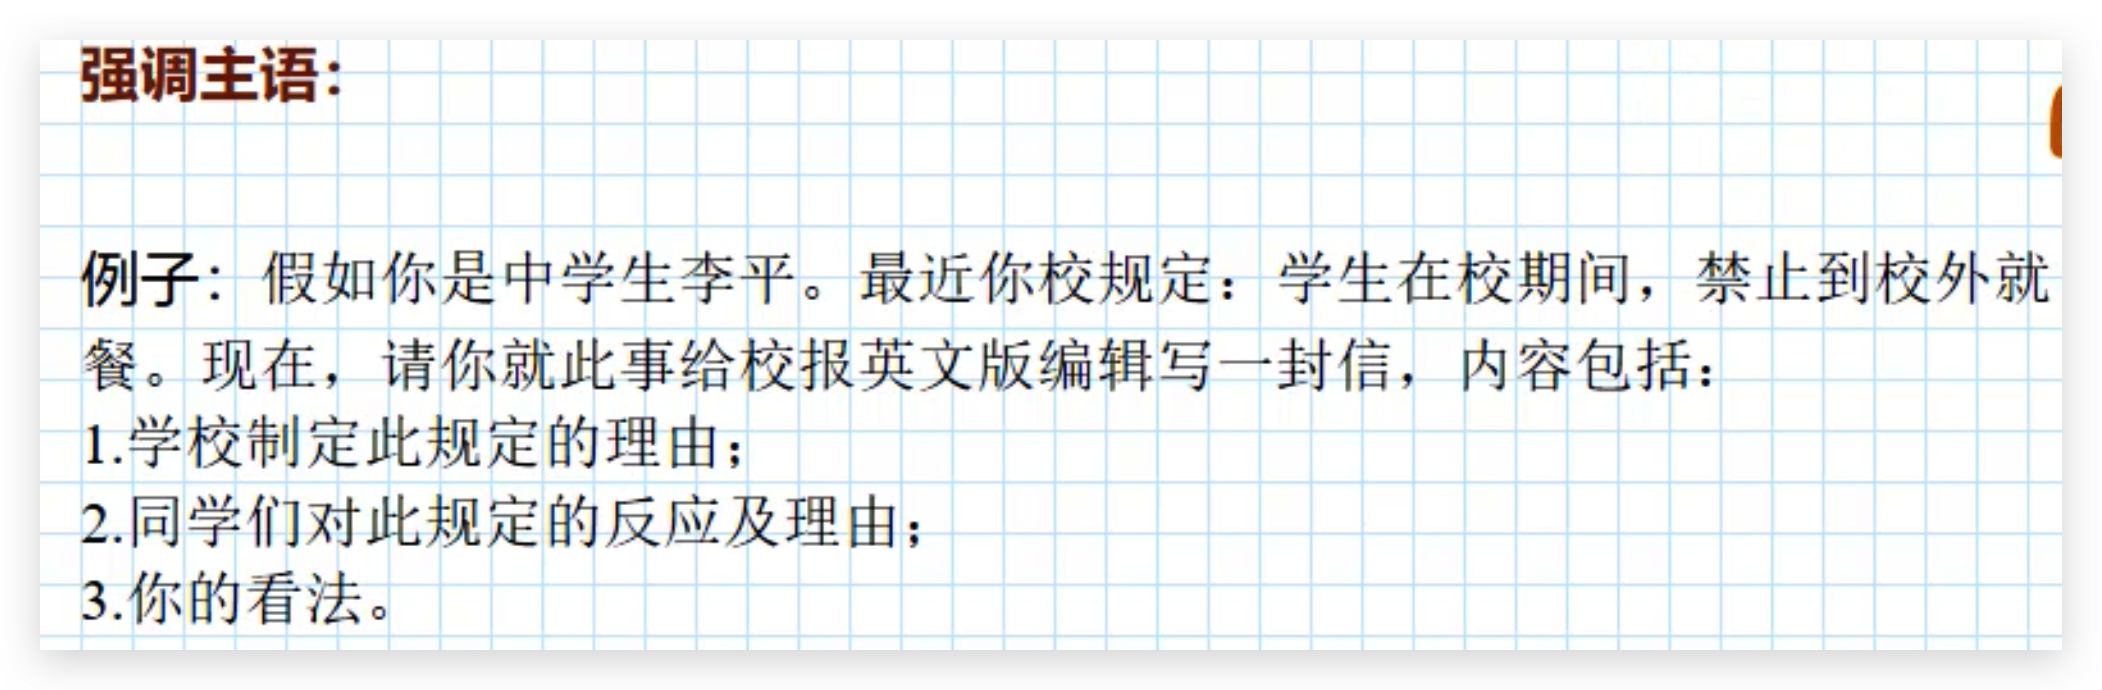 强调主语：
例子：假如你是中学生李平。最近你校规定：学生在校期间，禁止到校外就
餐。现在，请你就此事给校报英文版编辑写一封信，内容包括：
1.学校制定此规定的理由；
2.同学们对此规定的反应及理由；
3.你的看法。